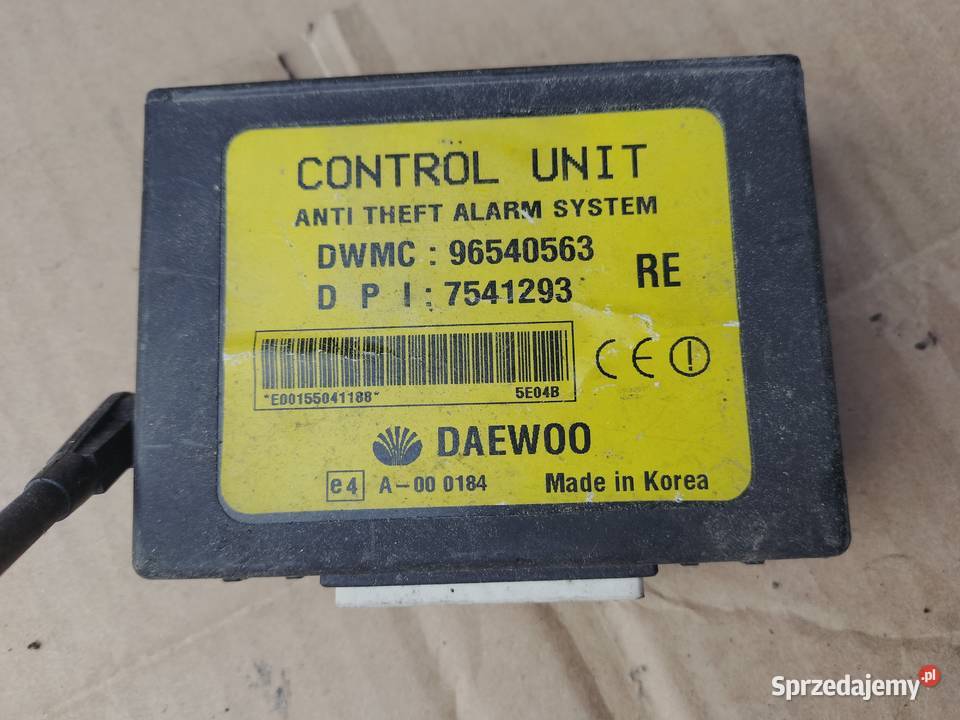 CONTROL UNIT
ANTI THEFT ALARM SYSTEM
DWMC : 96540563
RE
D P I : 7541293
CE
*E00155041188* 5E04B
DAEWOO
e4 A-00 0184 Made in Korea
Sprzedajemy.pl